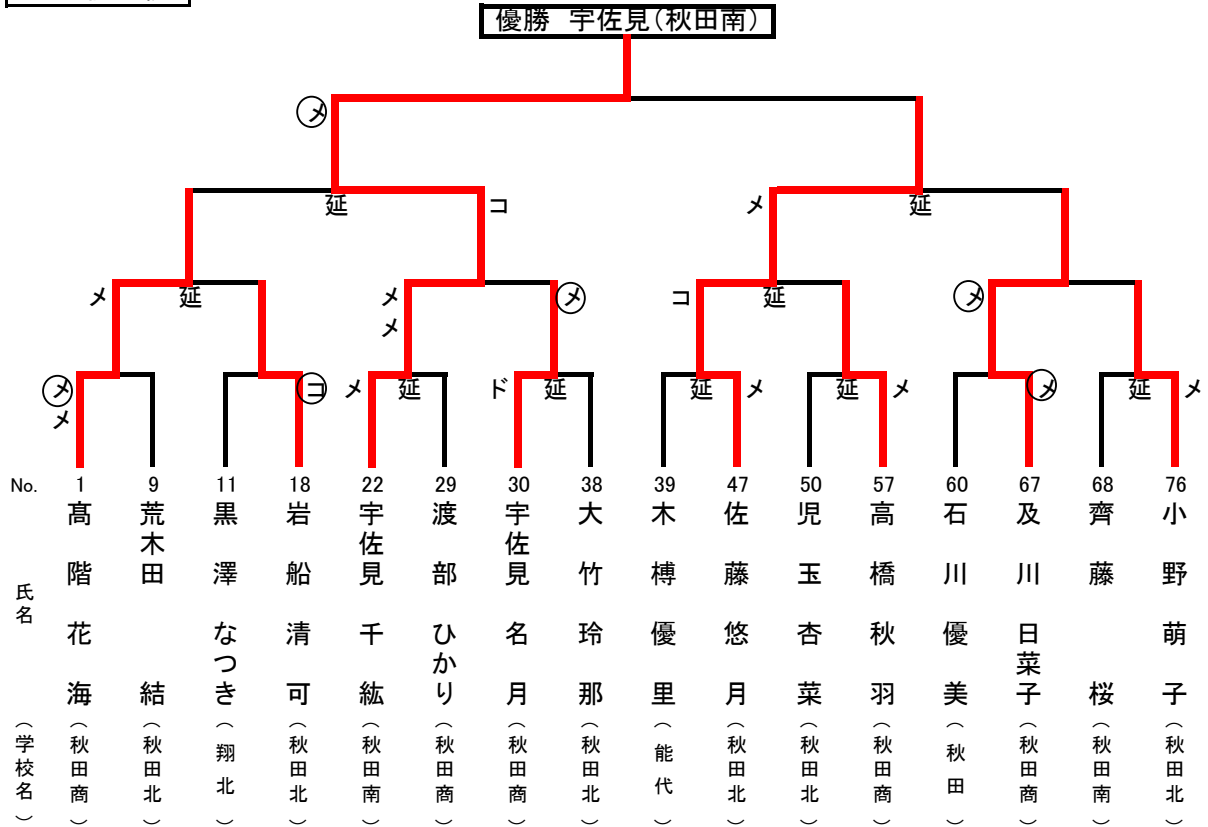 優勝 宇佐見(秋田南)
㋱
延 コ メ 延
メ 延 メ ㋱ コ 延 ㋱
メ
㋱ ㋙ メ 延 ド 延 延 メ 延 メ ㋱ 延 メ
メ
No. 1 9 11 18 22 29 30 38 39 47 50 57 60 67 68 76
氏名
髙階花海
荒木田結
黒澤なつき
岩船清可
宇佐見千紘
渡部ひかり
宇佐見名月
大竹玲那
木榑優里
佐藤悠月
児玉杏菜
高橋秋羽
石川優美
及川日菜子
齊藤桜
小野萌子
(学校名)
(秋田商)
(秋田北)
(翔北)
(秋田北)
(秋田南)
(秋田商)
(秋田商)
(秋田北)
(能代)
(秋田北)
(秋田北)
(秋田商)
(秋田)
(秋田商)
(秋田南)
(秋田北)